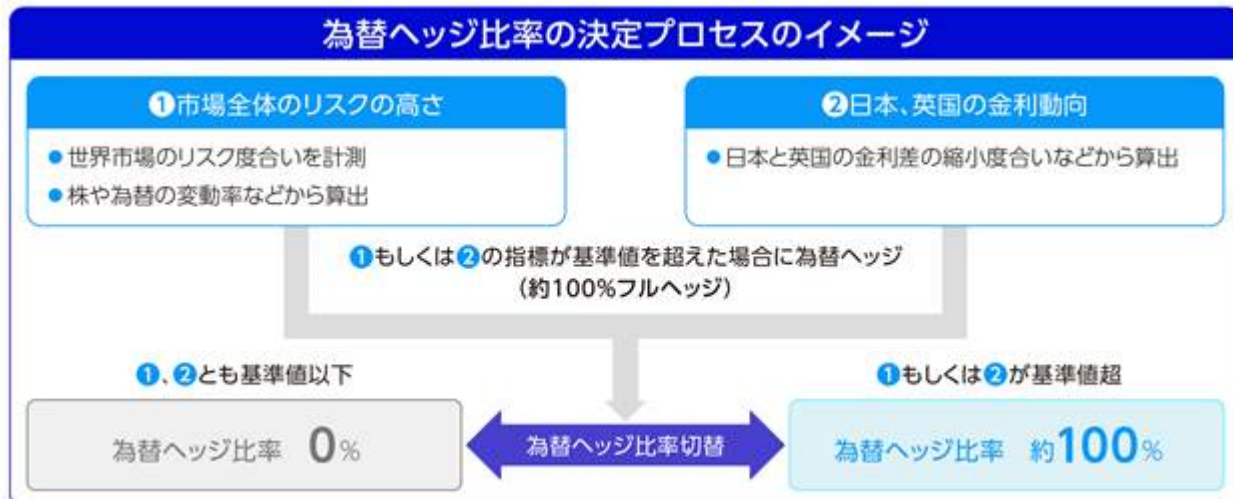 為替ヘッジ比率の決定プロセスのイメージ
❶市場全体のリスクの高さ
●世界市場のリスク度合いを計測
●株や為替の変動率などから算出
❷日本、英国の金利動向
●日本と英国の金利差の縮小度合いなどから算出
❶もしくは❷の指標が基準値を超えた場合に為替ヘッジ
（約100%フルヘッジ）
❶、❷とも基準値以下
為替ヘッジ比率 0%
為替ヘッジ比率切替
❶もしくは❷が基準値超
為替ヘッジ比率 約100%